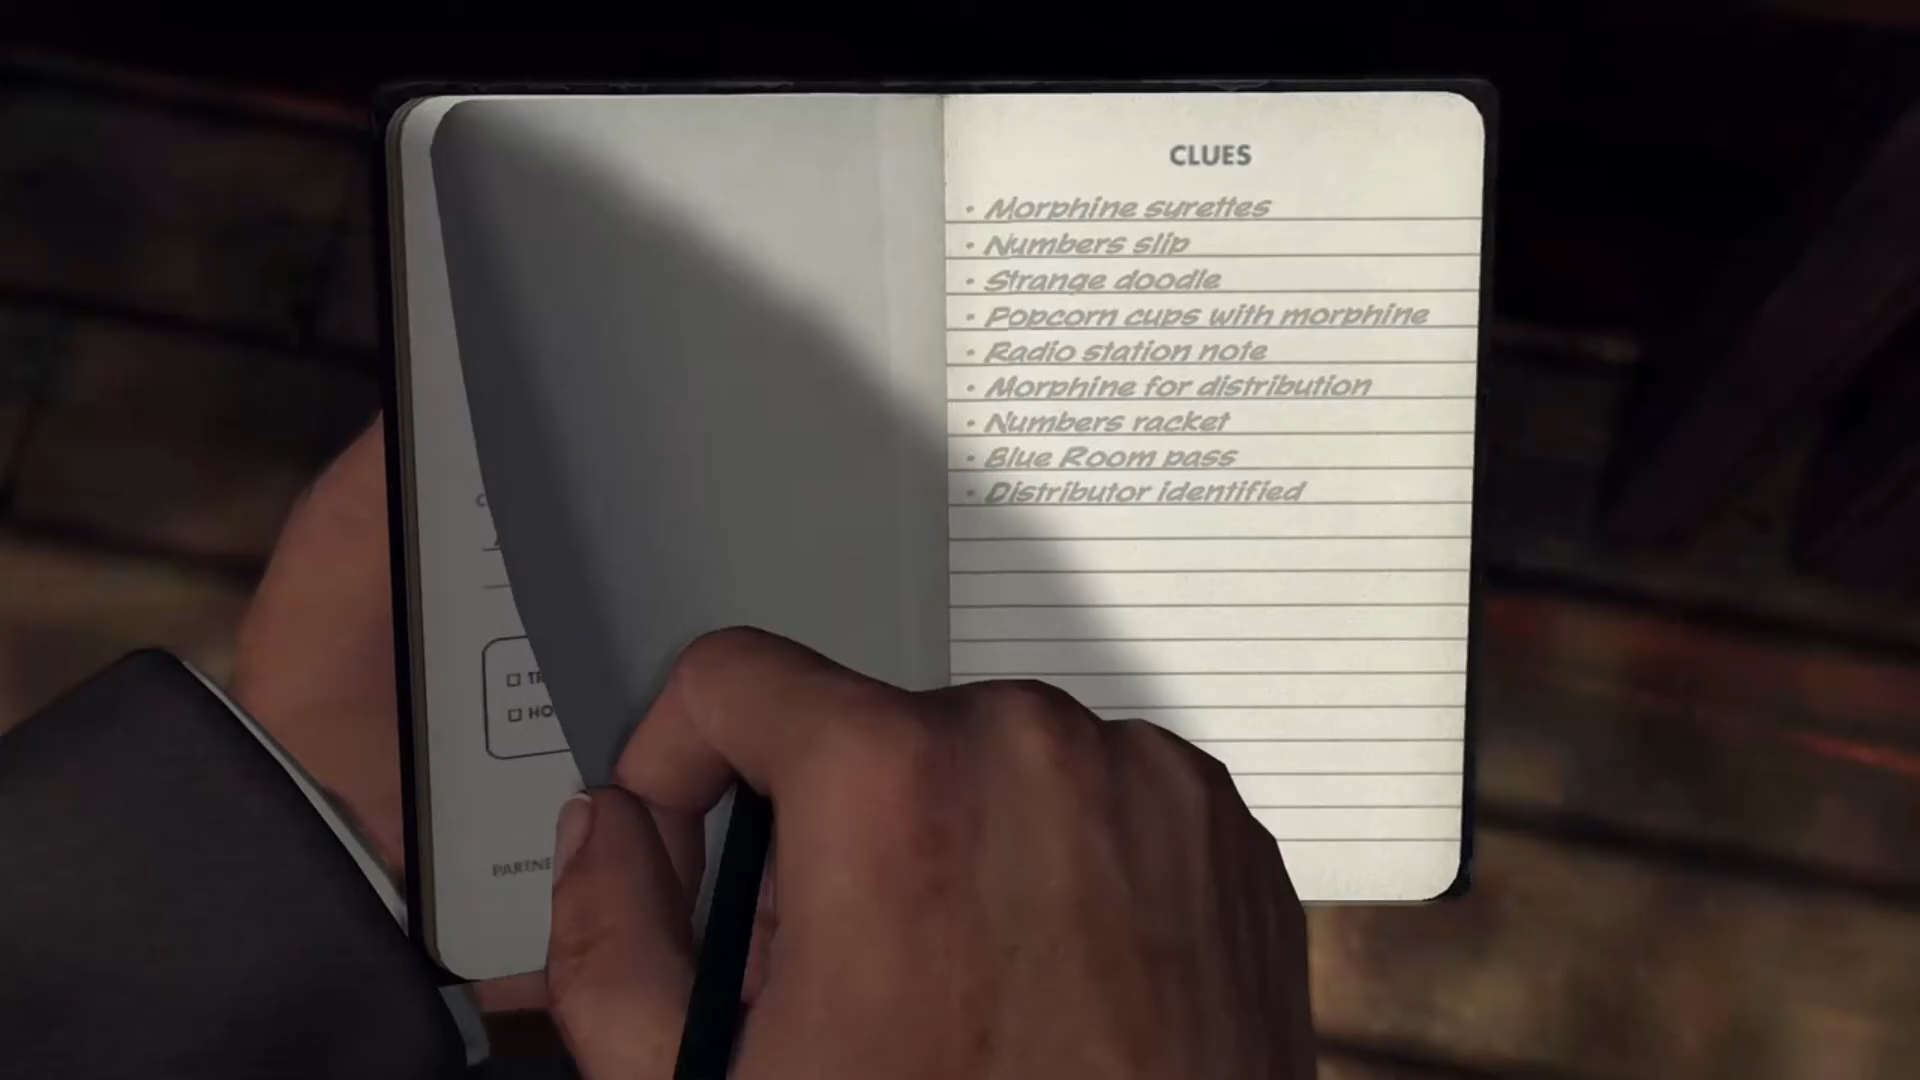 CLUES
• Morphine syrettes
• Numbers slip
• Strange doodle
• Popcorn cups with morphine
• Radio station note
• Morphine for distribution
• Numbers racket
• Blue Room pass
• Distributor identified